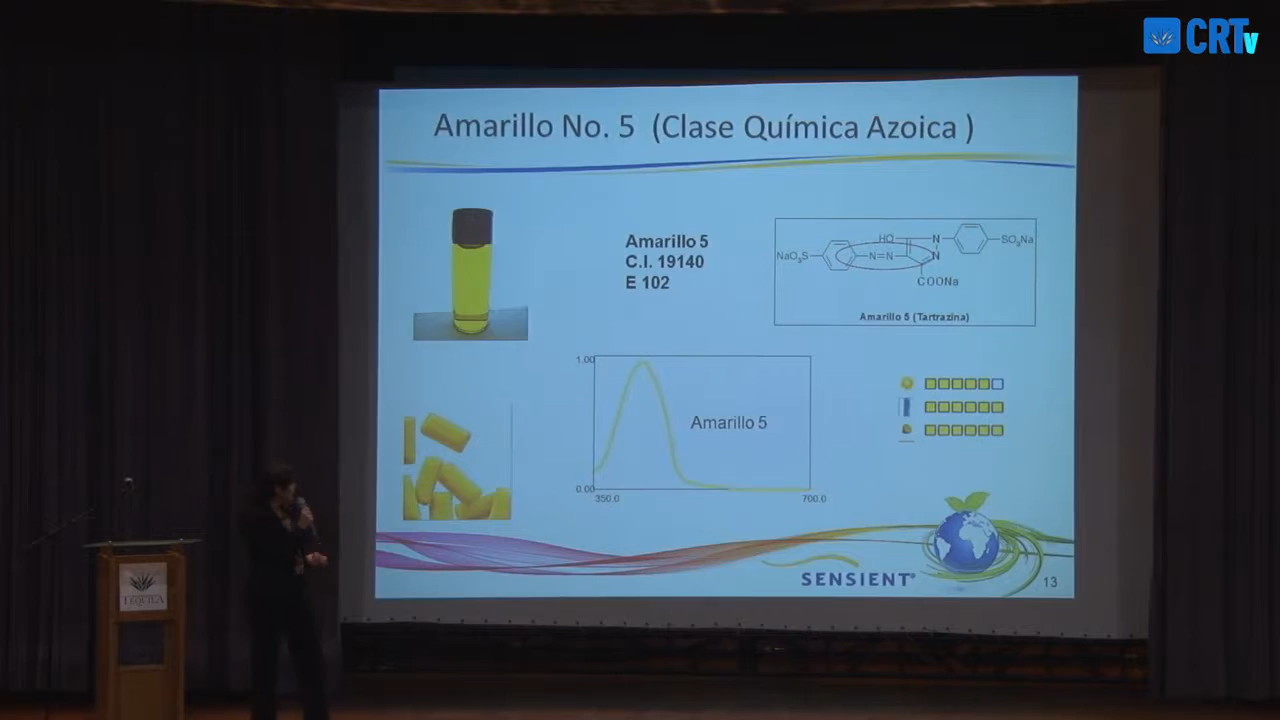 CRTv
Amarillo No. 5 (Clase Química Azoica )
Amarillo 5
C.I. 19140
E 102
HO
N
SO₃Na
NaO₃S
N=N
N
COONa
Amarillo 5 (Tartrazina)
1.00
Amarillo 5
0.00
350.0
700.0
SENSIENT®
13
TEQUILA